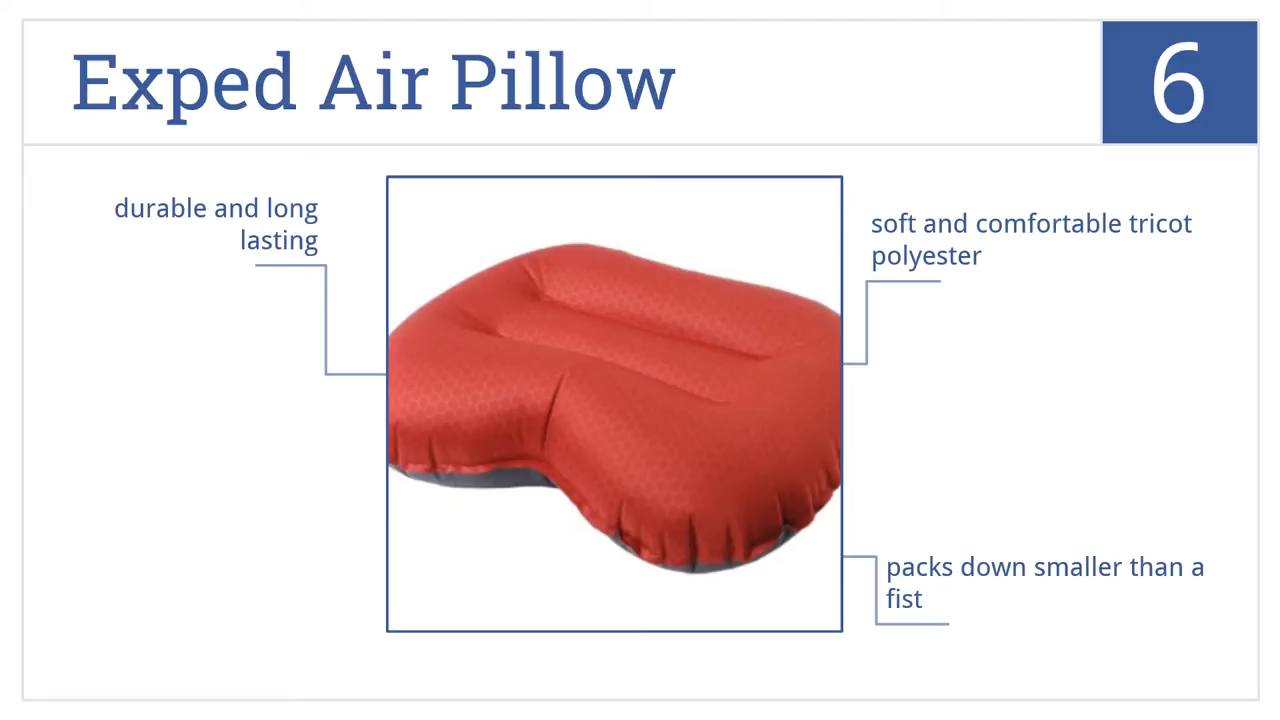 Exped Air Pillow
6
durable and long
lasting
soft and comfortable tricot
polyester
packs down smaller than a
fist